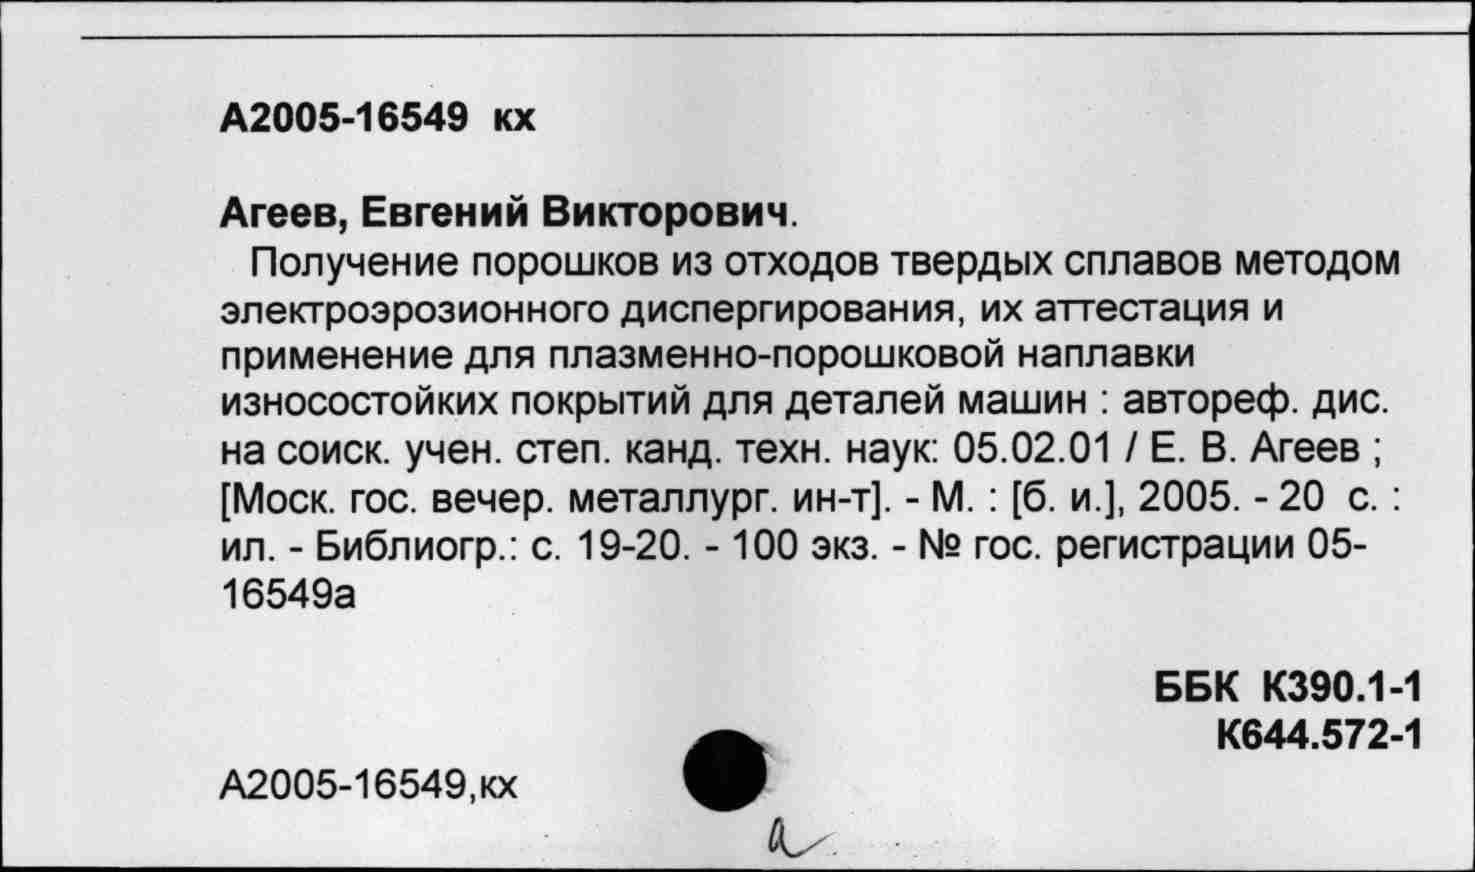 А2005-16549 кх
Агеев, Евгений Викторович.
Получение порошков из отходов твердых сплавов методом
электроэрозионного диспергирования, их аттестация и
применение для плазменно-порошковой наплавки
износостойких покрытий для деталей машин : автореф. дис.
на соиск. учен. степ. канд. техн. наук: 05.02.01 / Е. В. Агеев ;
[Моск. гос. вечер. металлург. ин-т]. - М. : [б. и.], 2005. - 20 с. :
ил. - Библиогр.: с. 19-20. - 100 экз. - № гос. регистрации 05-
16549а
ББК К390.1-1
К644.572-1
А2005-16549,кх
а